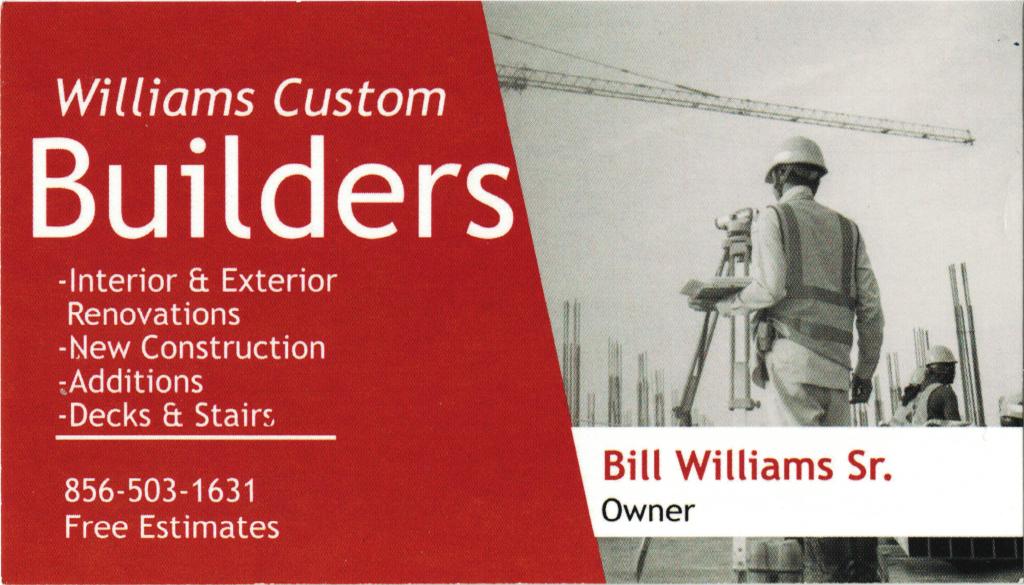 Williams Custom
Builders
-Interior & Exterior
Renovations
-New Construction
-Additions
-Decks & Stairs
856-503-1631
Free Estimates
Bill Williams Sr.
Owner